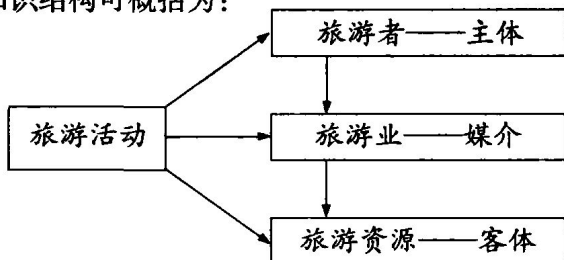 识结构可概括为：
旅游者——主体
旅游活动
旅游业——媒介
旅游资源——客体